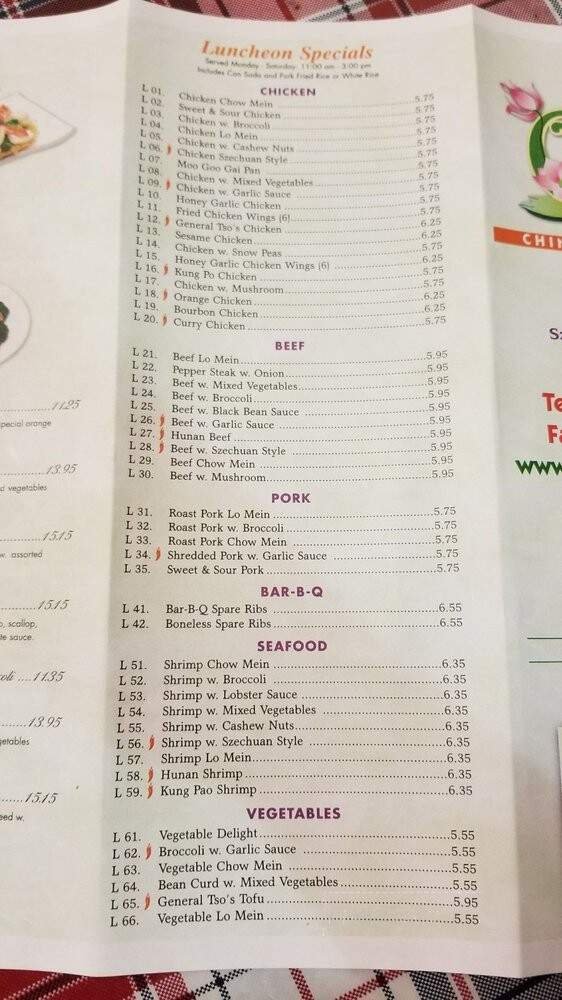 Luncheon Specials
Served Monday - Saturday: 11:00 am - 3:00 pm
Includes Can Soda and Pork Fried Rice or White Rice
CHICKEN
L 01. Chicken Chow Mein 5.75
L 02. Sweet & Sour Chicken 5.75
L 03. Chicken w. Broccoli 5.75
L 04. Chicken Lo Mein 5.75
L 05. Chicken w. Cashew Nuts 5.75
L 06. Chicken Szechuan Style 5.75
L 07. Moo Goo Gai Pan 5.75
L 08. Chicken w. Mixed Vegetables 5.75
L 09. Chicken w. Garlic Sauce 5.75
L 10. Honey Garlic Chicken 5.75
L 11. Fried Chicken Wings (6) 5.75
L 12. General Tso's Chicken 6.25
L 13. Sesame Chicken 6.25
L 14. Chicken w. Snow Peas 5.75
L 15. Honey Garlic Chicken Wings (6) 6.25
L 16. Kung Po Chicken 5.75
L 17. Chicken w. Mushroom 5.75
L 18. Orange Chicken 6.25
L 19. Bourbon Chicken 6.25
L 20. Curry Chicken 5.75
BEEF
L 21. Beef Lo Mein 5.95
L 22. Pepper Steak w. Onion 5.95
L 23. Beef w. Mixed Vegetables 5.95
L 24. Beef w. Broccoli 5.95
L 25. Beef w. Black Bean Sauce 5.95
L 26. Beef w. Garlic Sauce 5.95
L 27. Hunan Beef 5.95
L 28. Beef w. Szechuan Style 5.95
L 29. Beef Chow Mein 5.95
L 30. Beef w. Mushroom 5.95
PORK
L 31. Roast Pork Lo Mein 5.75
L 32. Roast Pork w. Broccoli 5.75
L 33. Roast Pork Chow Mein 5.75
L 34. Shredded Pork w. Garlic Sauce 5.75
L 35. Sweet & Sour Pork 5.75
BAR-B-Q
L 41. Bar-B-Q Spare Ribs 6.55
L 42. Boneless Spare Ribs 6.55
SEAFOOD
L 51. Shrimp Chow Mein 6.35
L 52. Shrimp w. Broccoli 6.35
L 53. Shrimp w. Lobster Sauce 6.35
L 54. Shrimp w. Mixed Vegetables 6.35
L 55. Shrimp w. Cashew Nuts 6.35
L 56. Shrimp w. Szechuan Style 6.35
L 57. Shrimp Lo Mein 6.35
L 58. Hunan Shrimp 6.35
L 59. Kung Pao Shrimp 6.35
VEGETABLES
L 61. Vegetable Delight 5.55
L 62. Broccoli w. Garlic Sauce 5.55
L 63. Vegetable Chow Mein 5.55
L 64. Bean Curd w. Mixed Vegetables 5.55
L 65. General Tso's Tofu 5.95
L 66. Vegetable Lo Mein 5.55
11.25
special orange
13.95
d vegetables
15.15
w. assorted
15.15
scallop,
te sauce.
oli 11.35
13.95
getables
15.15
eed w.
CHIN
Sz
Te
Fa
www